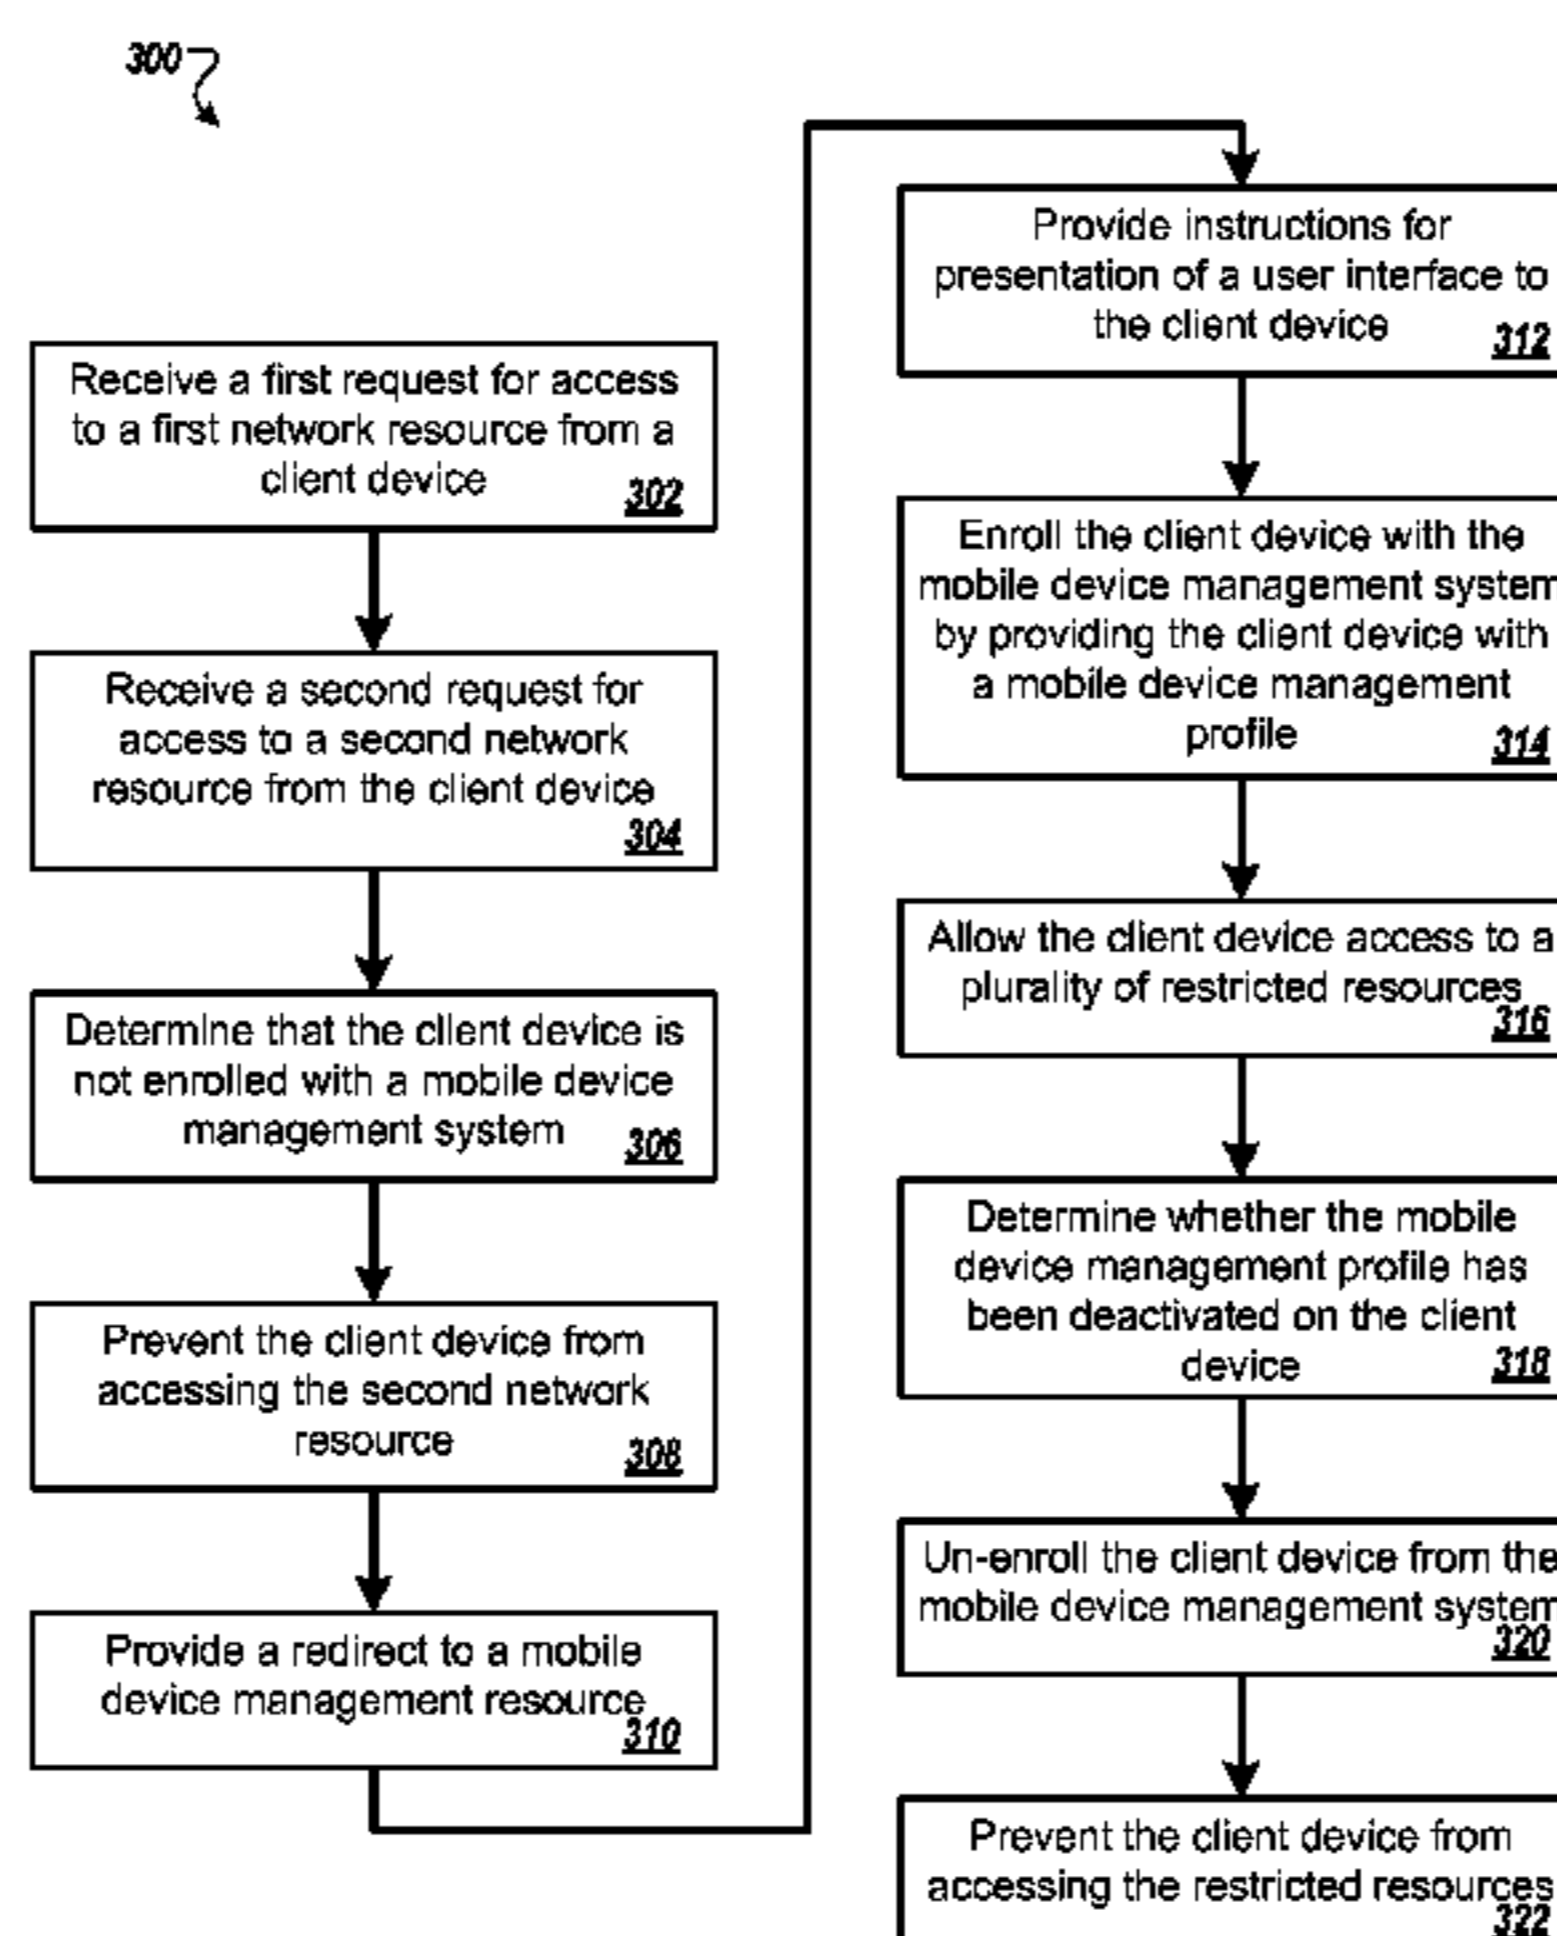 300
Receive a first request for access
to a first network resource from a
client device
302
Receive a second request for
access to a second network
resource from the client device
304
Determine that the client device is
not enrolled with a mobile device
management system
306
Prevent the client device from
accessing the second network
resource
308
Provide a redirect to a mobile
device management resource
310
Provide instructions for
presentation of a user interface to
the client device
312
Enroll the client device with the
mobile device management system
by providing the client device with
a mobile device management
profile
314
Allow the client device access to a
plurality of restricted resources
316
Determine whether the mobile
device management profile has
been deactivated on the client
device
318
Un-enroll the client device from the
mobile device management system
320
Prevent the client device from
accessing the restricted resources
322